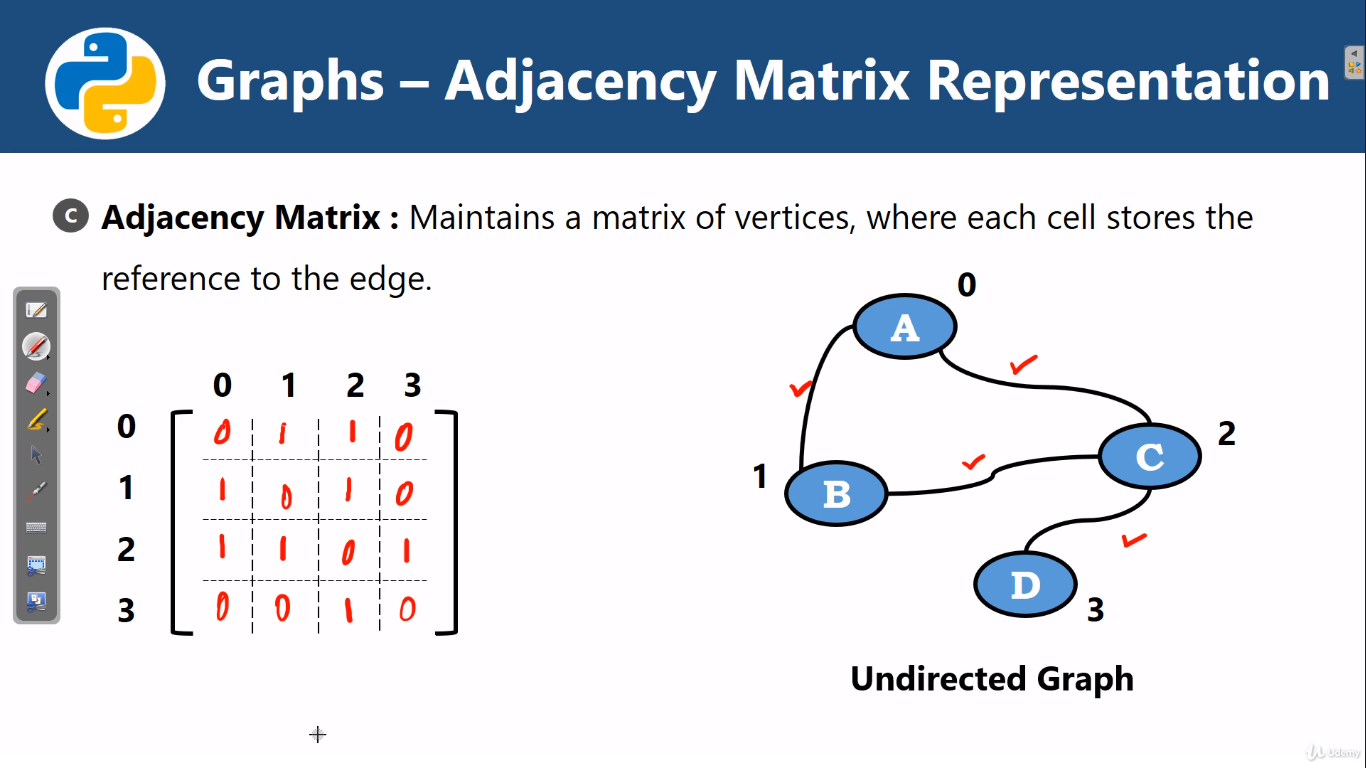 Graphs – Adjacency Matrix Representation
C Adjacency Matrix : Maintains a matrix of vertices, where each cell stores the
reference to the edge.
0 1 2 3
0 0 1 1 0
1 1 0 1 0
2 1 1 0 1
3 0 0 1 0
A 0
B 1
C 2
D 3
Undirected Graph
Udemy